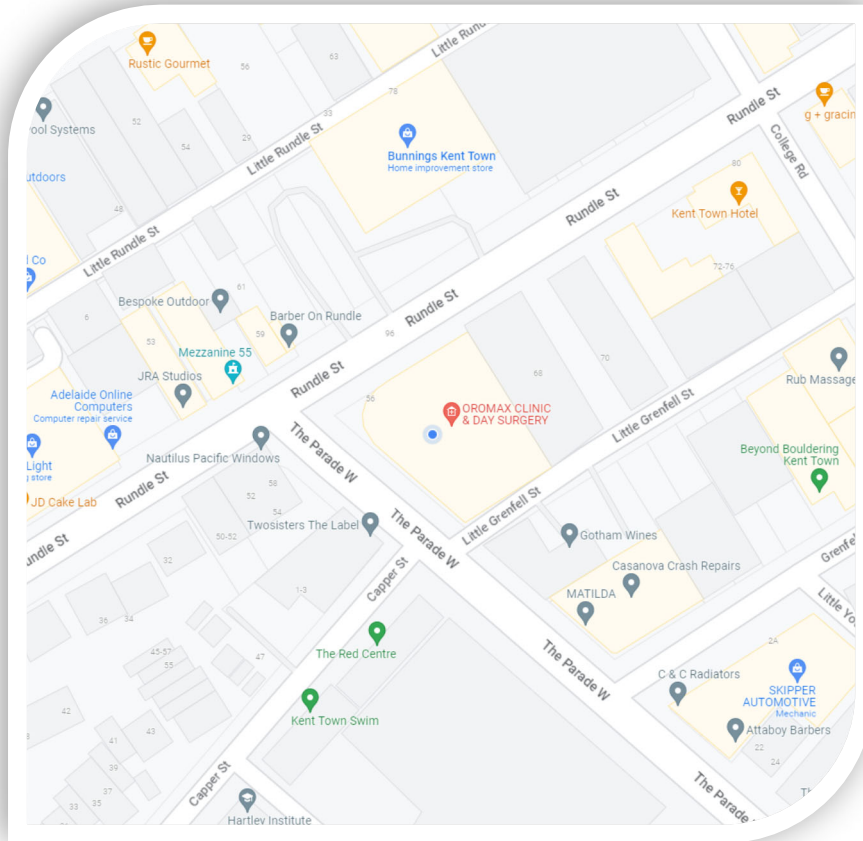 Rustic Gourmet
Little Rundle St
63
56
78
52
33
54
29
48
Bunnings Kent Town
Home improvement store
Rundle St
College Rd
80
Kent Town Hotel
72-76
Rundle St
Little Rundle St
Little Rundle St
Bespoke Outdoor
61
6
53
59
Barber On Rundle
Mezzanine 55
JRA Studios
Adelaide Online
Computers
Computer repair service
Rundle St
96
Rundle St
56
68
70
OROMAX CLINIC
& DAY SURGERY
Little Grenfell St
Rub Massage
Beyond Bouldering
Kent Town
Nautilus Pacific Windows
Light
JD Cake Lab
Rundle St
The Parade W
58
52
54
50-52
Twosisters The Label
The Parade W
Little Grenfell St
Gotham Wines
Casanova Crash Repairs
MATILDA
32
1-3
Capper St
36
34
45-57
55
47
The Red Centre
Kent Town Swim
The Parade W
2A
C & C Radiators
SKIPPER
AUTOMOTIVE
Mechanic
Attaboy Barbers
22
24
42
43
41
39
37
35
33
Capper St
Hartley Institute
The Parade W